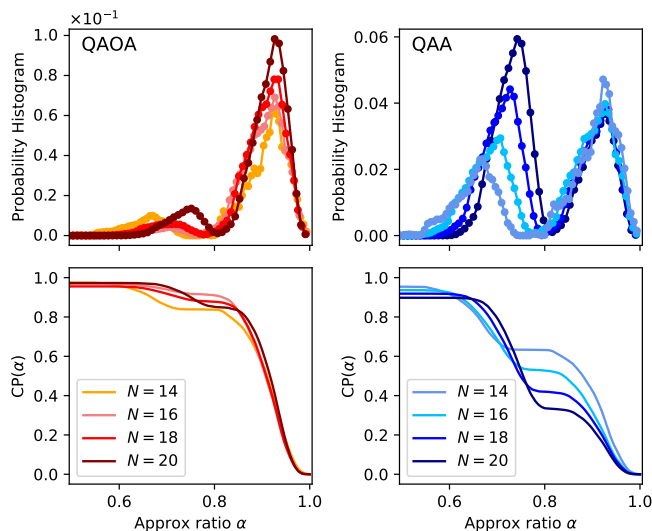 ×10⁻¹
QAOA
QAA
Probability Histogram
1.0
0.8
0.6
0.4
0.2
0.0
Probability Histogram
0.06
0.04
0.02
0.00
CP(α)
1.0
0.8
0.6
0.4
0.2
0.0
N = 14
N = 16
N = 18
N = 20
0.6 0.8 1.0
Approx ratio α
CP(α)
1.0
0.8
0.6
0.4
0.2
0.0
N = 14
N = 16
N = 18
N = 20
0.6 0.8 1.0
Approx ratio α